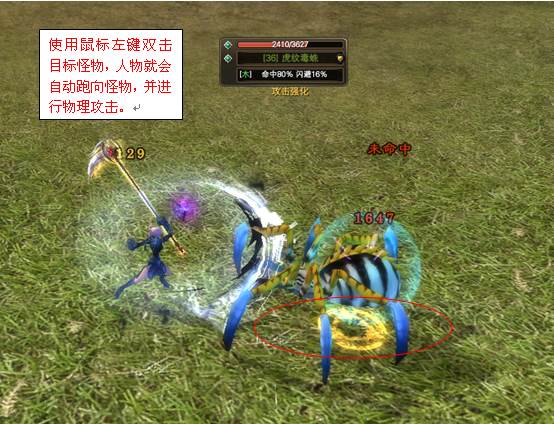 使用鼠标左键双击
目标怪物，人物就会
自动跑向怪物，并进
行物理攻击。
2410/3627
[36] 虎纹毒蛛
[木] 命中80% 闪避16%
攻击强化
129
未命中
1647